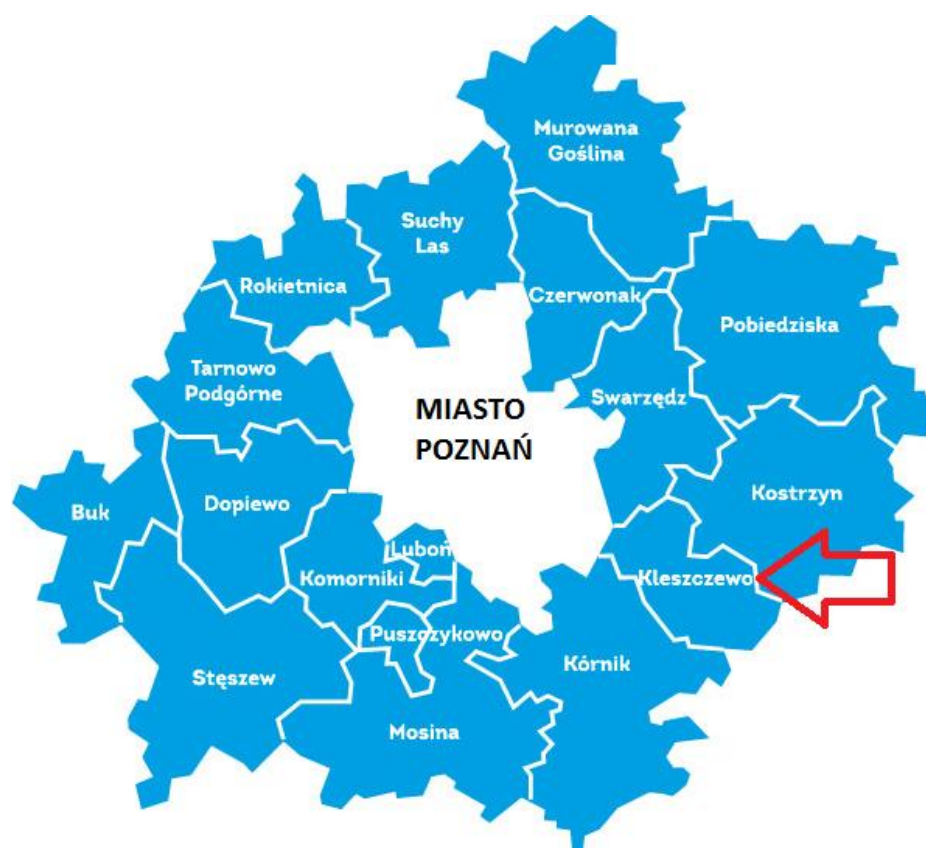 Murowana
Goślina
Suchy
Las
Rokietnica
Czerwonak
Pobiedziska
Tarnowo
Podgórne
Swarzędz
MIASTO
POZNAŃ
Kostrzyn
Dopiewo
Buk
Luboń
Komorniki
Kleszczewo
Puszczykowo
Kórnik
Stęszew
Mosina